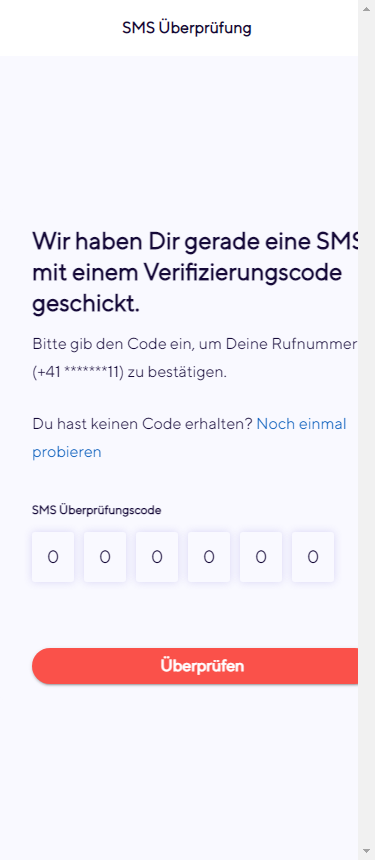 SMS Überprüfung
Wir haben Dir gerade eine SMS
mit einem Verifizierungscode
geschickt.
Bitte gib den Code ein, um Deine Rufnummer
(+41 *******11) zu bestätigen.
Du hast keinen Code erhalten? Noch einmal
probieren
SMS Überprüfungscode
0 0 0 0 0 0
Überprüfen